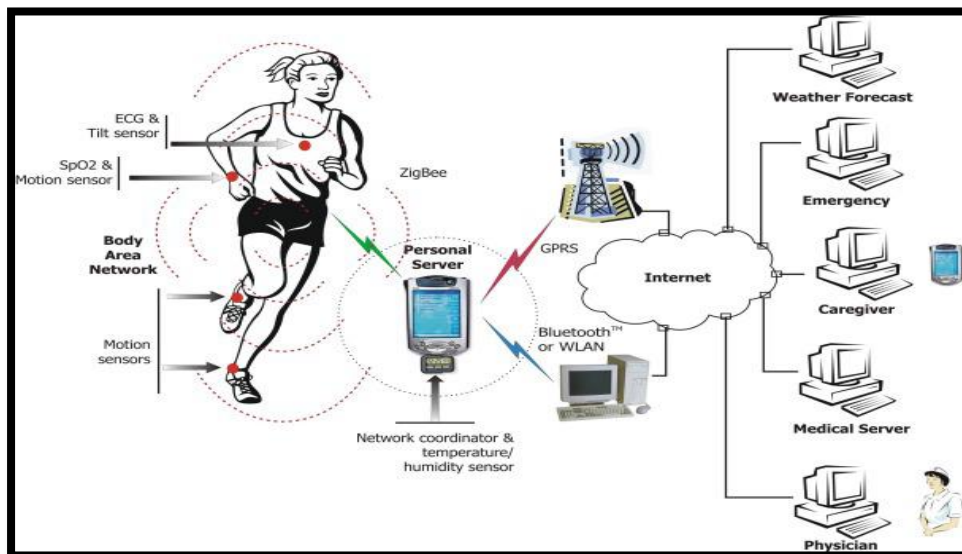 ECG &
Tilt sensor
SpO2 &
Motion sensor
Body
Area
Network
Motion
sensors
ZigBee
Personal
Server
Network coordinator &
temperature/
humidity sensor
GPRS
Bluetooth™
or WLAN
Internet
Weather Forecast
Emergency
Caregiver
Medical Server
Physician